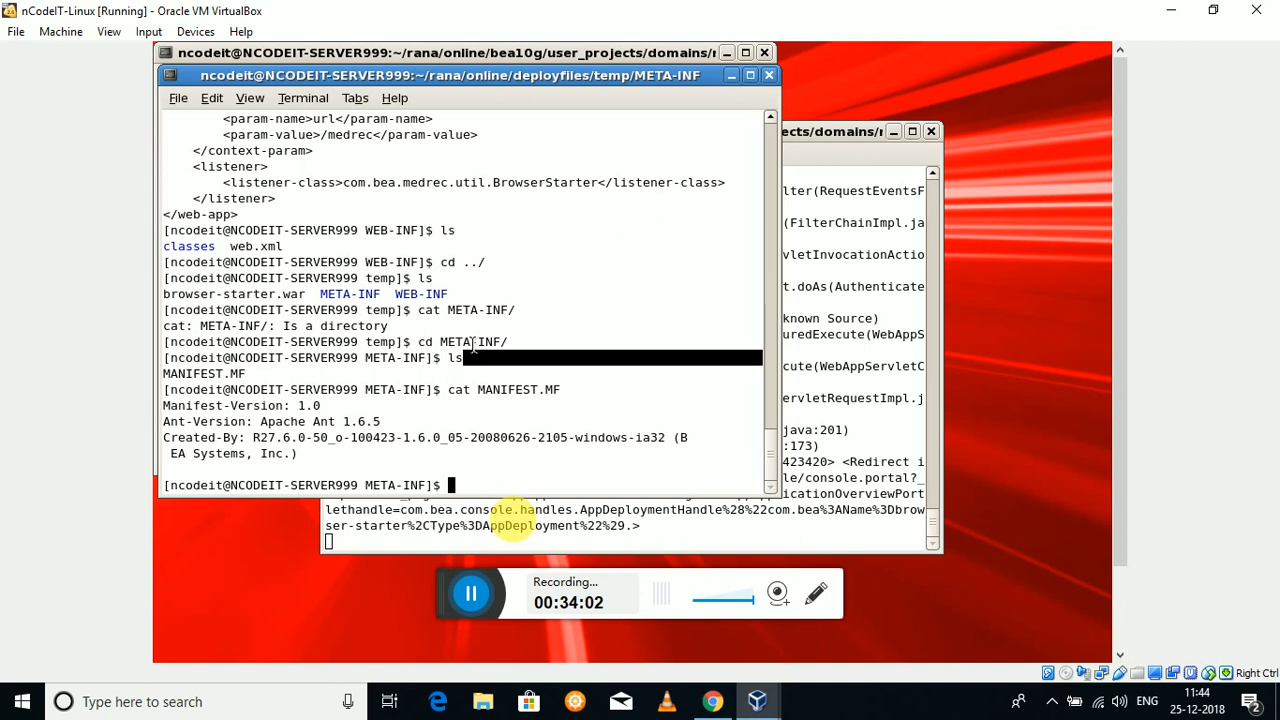 nCodeIT-Linux [Running] - Oracle VM VirtualBox
File Machine View Input Devices Help
ncodeit@NCODEIT-SERVER999:~/rana/online/bea10g/user_projects/domains/r
ncodeit@NCODEIT-SERVER999:~/rana/online/deployfiles/temp/META-INF
File Edit View Terminal Tabs Help
<param-name>url</param-name>
<param-value>/medrec</param-value>
</context-param>
<listener>
<listener-class>com.bea.medrec.util.BrowserStarter</listener-class>
</listener>
</web-app>
[ncodeit@NCODEIT-SERVER999 WEB-INF]$ ls
classes web.xml
[ncodeit@NCODEIT-SERVER999 WEB-INF]$ cd ../
[ncodeit@NCODEIT-SERVER999 temp]$ ls
browser-starter.war META-INF WEB-INF
[ncodeit@NCODEIT-SERVER999 temp]$ cat META-INF/
cat: META-INF/: Is a directory
[ncodeit@NCODEIT-SERVER999 temp]$ cd META-INF/
[ncodeit@NCODEIT-SERVER999 META-INF]$ ls
MANIFEST.MF
[ncodeit@NCODEIT-SERVER999 META-INF]$ cat MANIFEST.MF
Manifest-Version: 1.0
Ant-Version: Apache Ant 1.6.5
Created-By: R27.6.0-50_o-100423-1.6.0_05-20080626-2105-windows-ia32 (B
EA Systems, Inc.)
[ncodeit@NCODEIT-SERVER999 META-INF]$
ects/domains/r
lter(RequestEventsF
(FilterChainImpl.ja
vletInvocationActio
t.doAs(Authenticate
known Source)
uredExecute(WebAppS
cute(WebAppServletC
ervletRequestImpl.j
java:201)
:173)
423420> <Redirect i
le/console.portal?_
icationOverviewPort
lethandle=com.bea.console.handles.AppDeploymentHandle%28%22com.bea%3AName%3Dbrow
ser-starter%2CType%3DAppDeployment%22%29.>
Recording...
00:34:02
Right Ctrl
Type here to search
ENG
11:44
25-12-2018
2